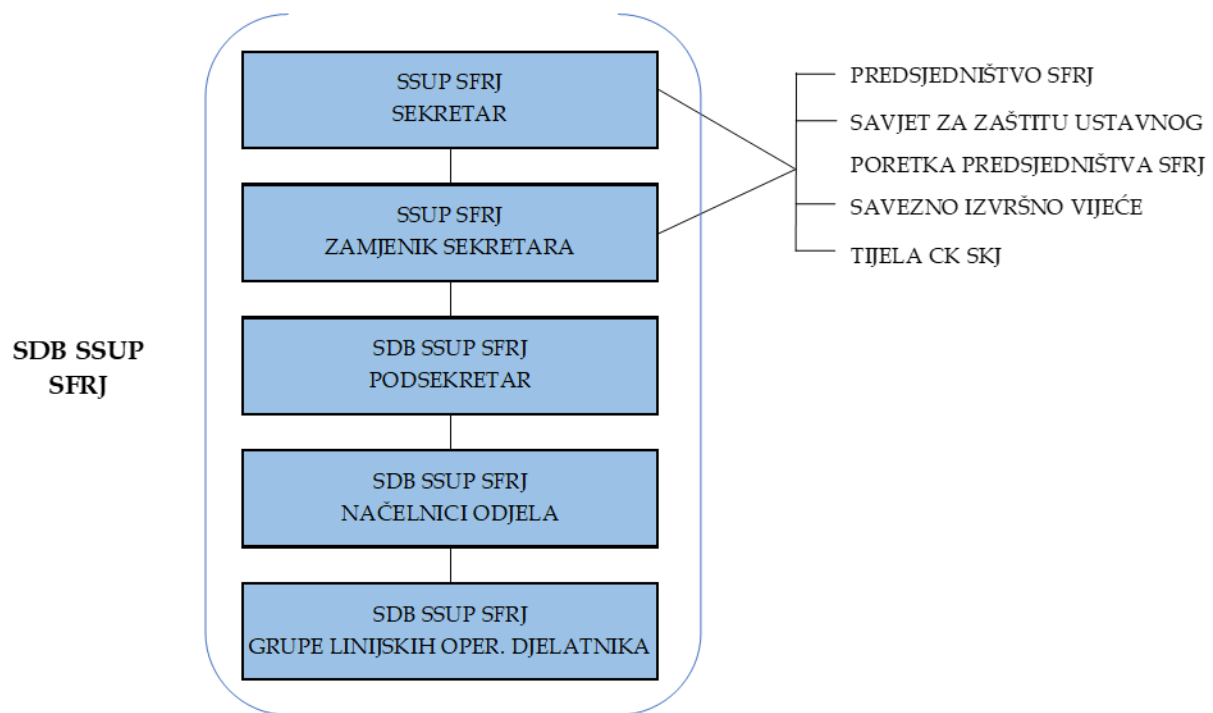 SSUP SFRJ
SEKRETAR
SSUP SFRJ
ZAMJENIK SEKRETARA
SDB SSUP SFRJ
PODSEKRETAR
SDB SSUP SFRJ
NAČELNICI ODJELA
SDB SSUP SFRJ
GRUPE LINIJSKIH OPER. DJELATNIKA
SDB SSUP
SFRJ
PREDSJEDNIŠTVO SFRJ
SAVJET ZA ZAŠTITU USTAVNOG
PORETKA PREDSJEDNIŠTVA SFRJ
SAVEZNO IZVRŠNO VIJEĆE
TIJELA CK SKJ